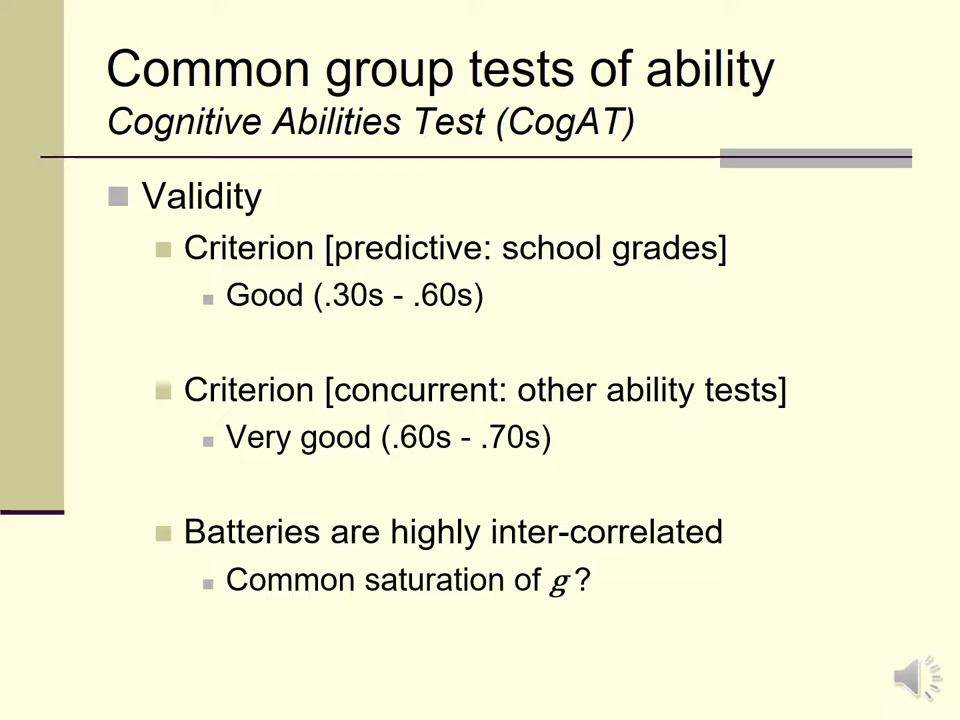 Common group tests of ability
Cognitive Abilities Test (CogAT)
Validity
Criterion [predictive: school grades]
Good (.30s - .60s)
Criterion [concurrent: other ability tests]
Very good (.60s - .70s)
Batteries are highly inter-correlated
Common saturation of g?